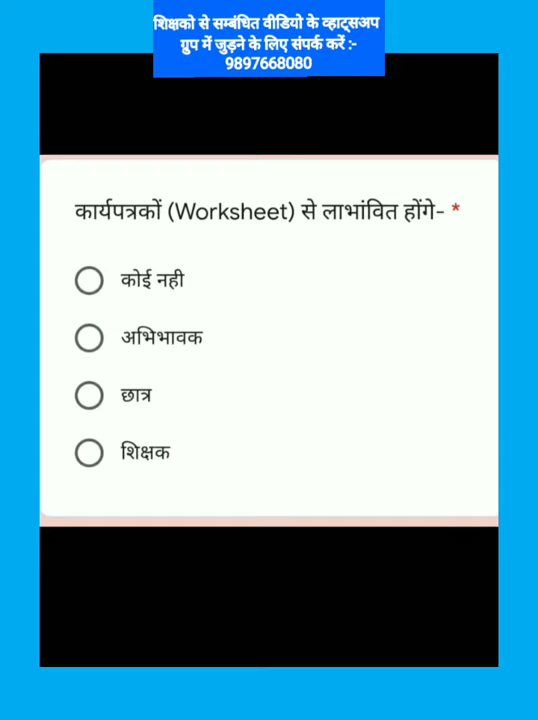 शिक्षको से सम्बंधित वीडियो के व्हाट्सअप
ग्रुप में जुड़ने के लिए संपर्क करें :-
9897668080
कार्यपत्रकों (Worksheet) से लाभांवित होंगे- *
कोई नही
अभिभावक
छात्र
शिक्षक